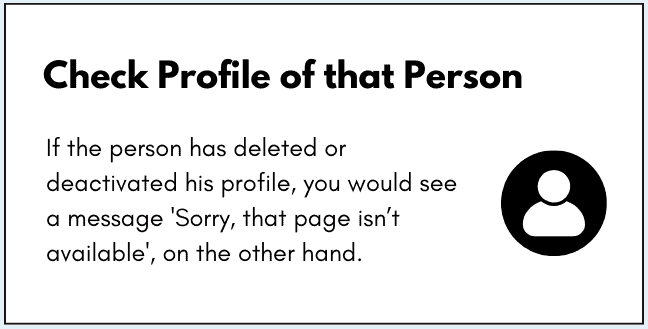 Check Profile of that Person
If the person has deleted or
deactivated his profile, you would see
a message 'Sorry, that page isn’t
available', on the other hand.